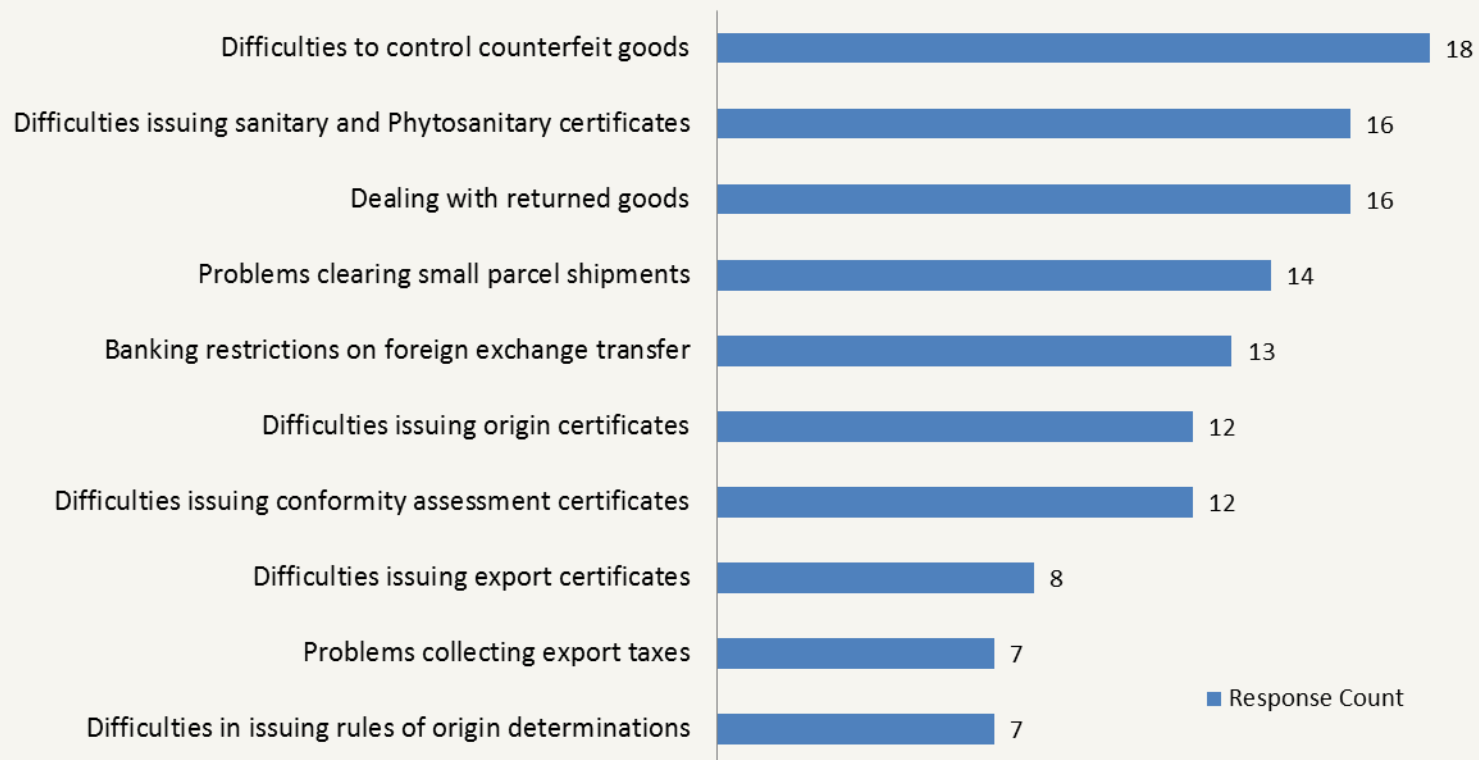 Difficulties to control counterfeit goods 18
Difficulties issuing sanitary and Phytosanitary certificates 16
Dealing with returned goods 16
Problems clearing small parcel shipments 14
Banking restrictions on foreign exchange transfer 13
Difficulties issuing origin certificates 12
Difficulties issuing conformity assessment certificates 12
Difficulties issuing export certificates 8
Problems collecting export taxes 7
Response Count
Difficulties in issuing rules of origin determinations 7